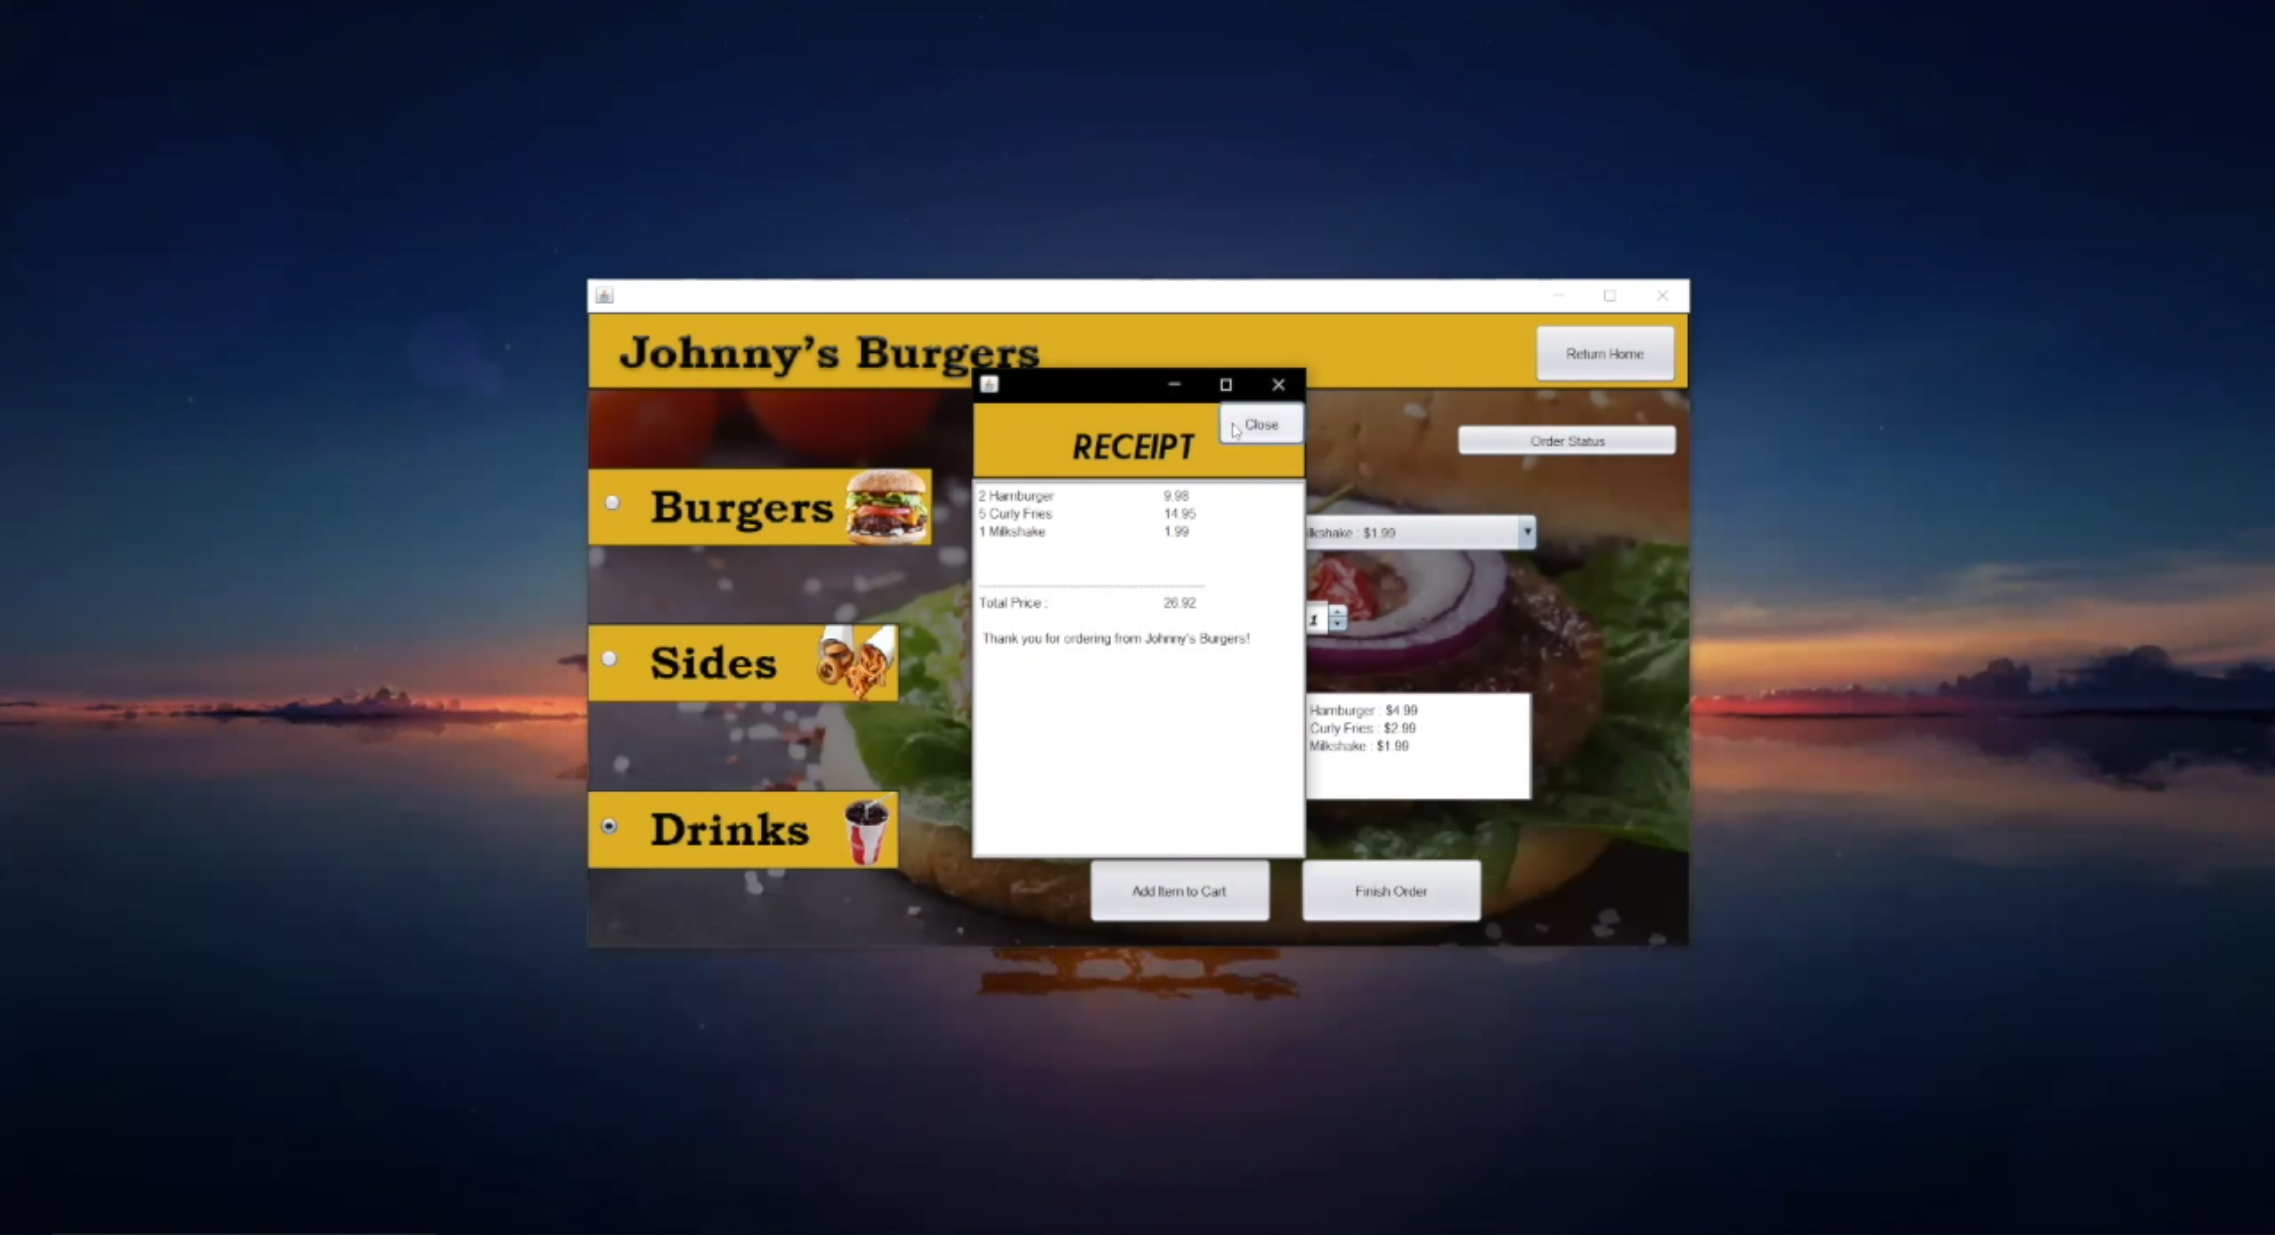 Johnny's Burgers
Return Home
Close
RECEIPT
Order Status
Burgers
2 Hamburger 9.98
5 Curly Fries 14.95
1 Milkshake 1.99
lkshake : $1.99
Total Price : 26.92
1
Thank you for ordering from Johnny's Burgers!
Sides
Hamburger : $4.99
Curly Fries : $2.99
Milkshake : $1.99
Drinks
Add Item to Cart
Finish Order